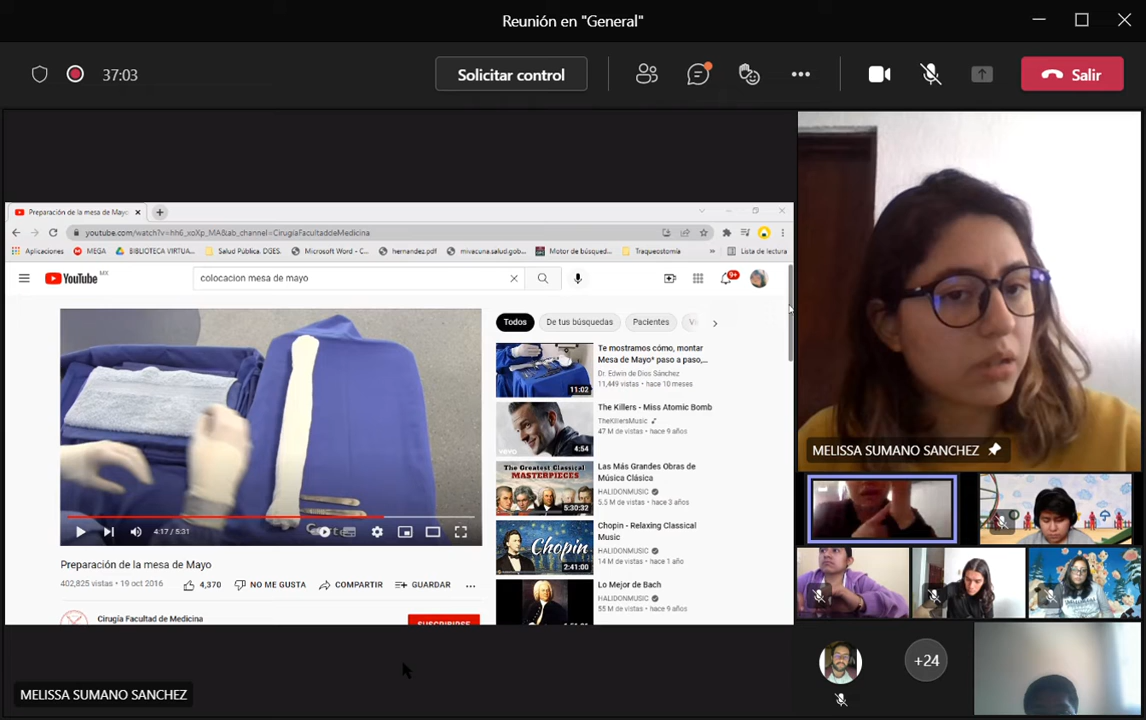 Reunión en "General"
37:03
Solicitar control
Salir
Preparación de la mesa de Mayo
youtube.com/watch?v=hh6_xoXp_MA&ab_channel=CirugiaFacultaddeMedicina
Aplicaciones
MEGA
BIBLIOTECA VIRTUA...
Salud Pública. DGES.
Microsoft Word - C...
hernandez.pdf
mivacuna.salud.gob...
Motor de búsqued...
Traqueostomía
»
Lista de lectura
YouTube MX
colocacion mesa de mayo
9+
Todos
De tus búsquedas
Pacientes
4:17 / 5:31
Preparación de la mesa de Mayo
402,825 vistas • 19 oct 2016
4,370
NO ME GUSTA
COMPARTIR
GUARDAR
Cirugía Facultad de Medicina
SUSCRIBIRSE
11:02
Te mostramos cómo, montar
Mesa de Mayo* paso a paso,...
Dr. Edwin de Dios Sánchez
11,449 vistas • hace 10 meses
vevo
4:54
The Killers - Miss Atomic Bomb
TheKillersMusic
47 M de vistas • hace 9 años
The Greatest Classical
MASTERPIECES
5:30:32
Las Más Grandes Obras de
Música Clásica
HALIDONMUSIC
5.5 M de vistas • hace 3 años
Chopin
2:41:00
Chopin - Relaxing Classical
Music
HALIDONMUSIC
14 M de vistas • hace 1 año
Lo Mejor de Bach
HALIDONMUSIC
55 M de vistas • hace 9 años
MELISSA SUMANO SANCHEZ
+24
MELISSA SUMANO SANCHEZ